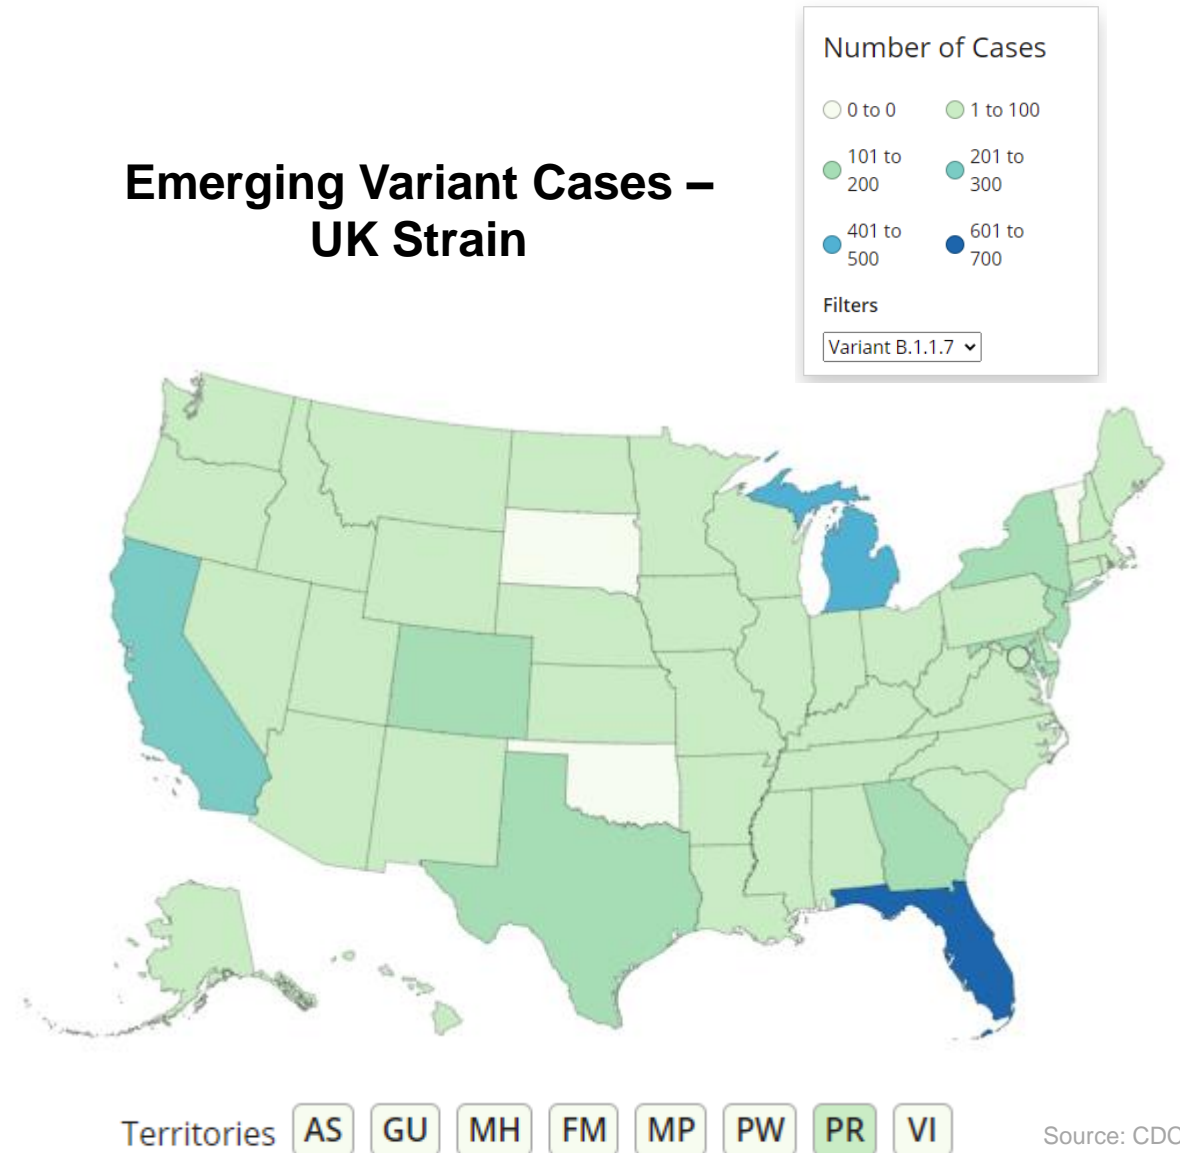 Number of Cases
0 to 0
1 to 100
101 to
200
201 to
300
401 to
500
601 to
700
Filters
Variant B.1.1.7
Emerging Variant Cases –
UK Strain
Territories AS GU MH FM MP PW PR VI
Source: CDC